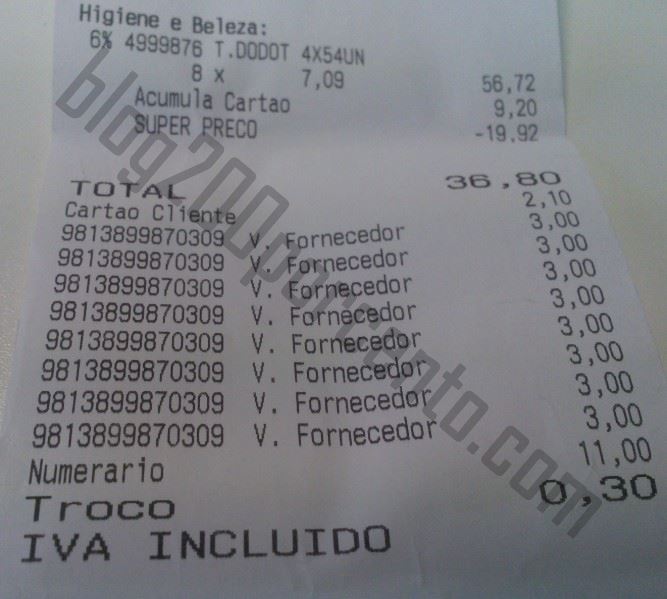 Higiene e Beleza:
6% 4999876 T.DODOT 4X54UN
8 x 7,09 56,72
Acumula Cartao 9,20
SUPER PRECO -19,92
TOTAL 36,80
Cartao Cliente 2,10
9813899870309 V. Fornecedor 3,00
9813899870309 V. Fornecedor 3,00
9813899870309 V. Fornecedor 3,00
9813899870309 V. Fornecedor 3,00
9813899870309 V. Fornecedor 3,00
9813899870309 V. Fornecedor 3,00
9813899870309 V. Fornecedor 3,00
9813899870309 V. Fornecedor 3,00
Numerario 11,00
Troco 0,30
IVA INCLUIDO
blog200porcento.com